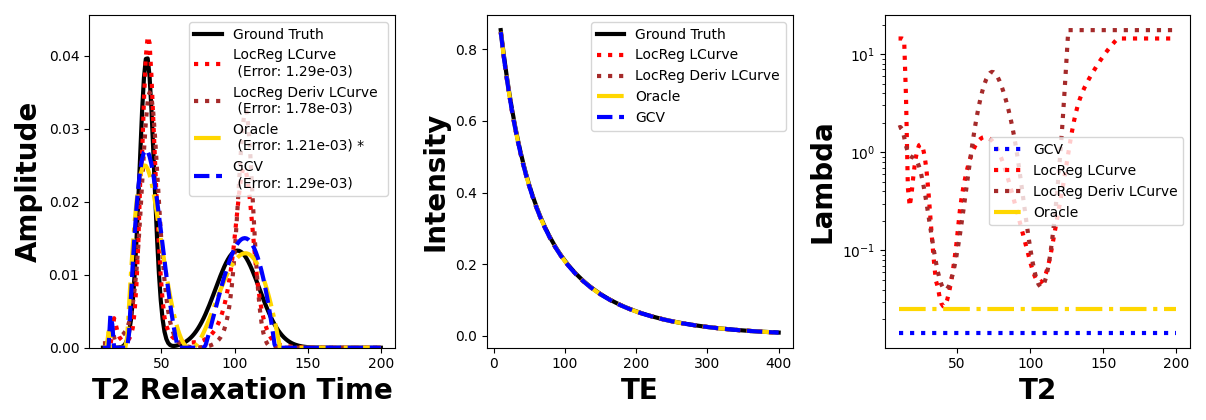 Amplitude
0.04
0.03
0.02
0.01
0.00
50
100
150
200
T2 Relaxation Time
Ground Truth
LocReg LCurve
(Error: 1.29e-03)
LocReg Deriv LCurve
(Error: 1.78e-03)
Oracle
(Error: 1.21e-03) *
GCV
(Error: 1.29e-03)
Intensity
0.8
0.6
0.4
0.2
0.0
0
100
200
300
400
TE
Ground Truth
LocReg LCurve
LocReg Deriv LCurve
Oracle
GCV
Lambda
10¹
10⁰
10⁻¹
50
100
150
200
T2
GCV
LocReg LCurve
LocReg Deriv LCurve
Oracle